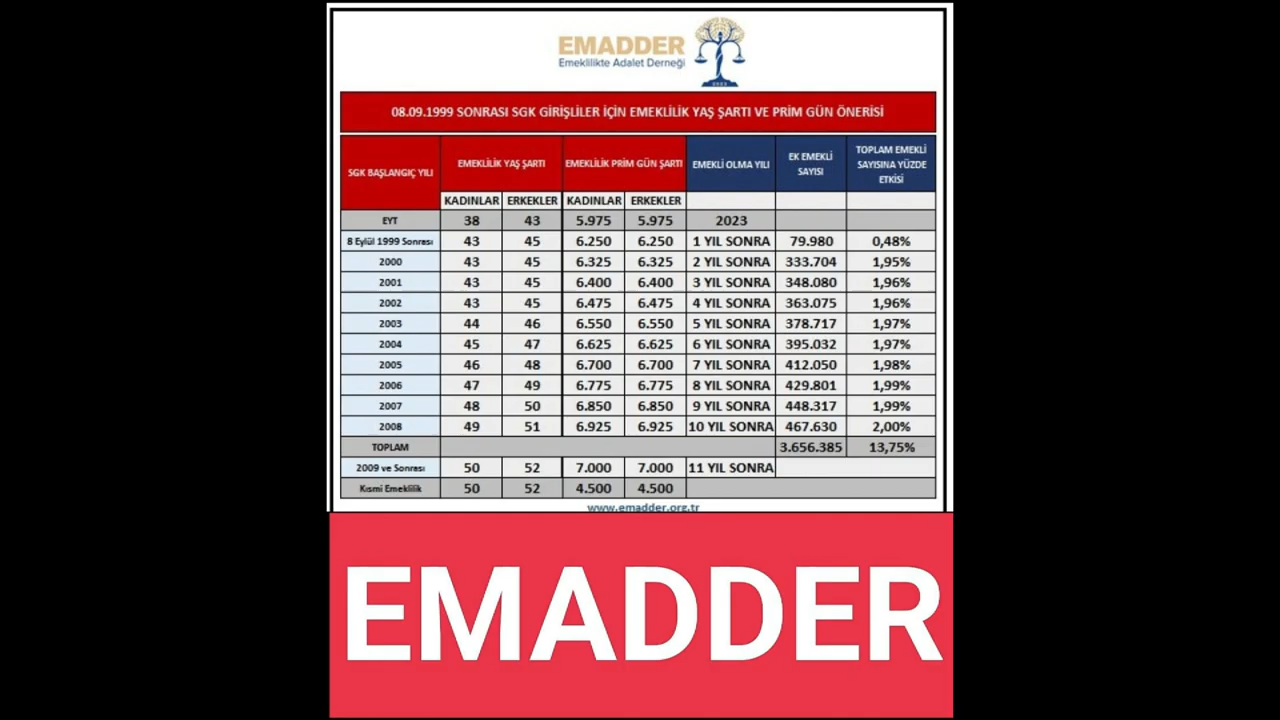 EMADDER
Emeklilikte Adalet Derneği
08.09.1999 SONRASI SGK GİRİŞLİLER İÇİN EMEKLİLİK YAŞ ŞARTI VE PRİM GÜN ÖNERİSİ
SGK BAŞLANGIÇ YILI EMEKLİLİK YAŞ ŞARTI EMEKLİLİK PRİM GÜN ŞARTI EMEKLİ OLMA YILI EK EMEKLİ SAYISI TOPLAM EMEKLİ SAYISINA YÜZDE ETKİSİ
KADINLAR ERKEKLER KADINLAR ERKEKLER
EYT 38 43 5.975 5.975 2023
8 Eylül 1999 Sonrası 43 45 6.250 6.250 1 YIL SONRA 79.980 0,48%
2000 43 45 6.325 6.325 2 YIL SONRA 333.704 1,95%
2001 43 45 6.400 6.400 3 YIL SONRA 348.080 1,96%
2002 43 45 6.475 6.475 4 YIL SONRA 363.075 1,96%
2003 44 46 6.550 6.550 5 YIL SONRA 378.717 1,97%
2004 45 47 6.625 6.625 6 YIL SONRA 395.032 1,97%
2005 46 48 6.700 6.700 7 YIL SONRA 412.050 1,98%
2006 47 49 6.775 6.775 8 YIL SONRA 429.801 1,99%
2007 48 50 6.850 6.850 9 YIL SONRA 448.317 1,99%
2008 49 51 6.925 6.925 10 YIL SONRA 467.630 2,00%
TOPLAM 3.656.385 13,75%
2009 ve Sonrası 50 52 7.000 7.000 11 YIL SONRA
Kısmi Emeklilik 50 52 4.500 4.500
www.emadder.org.tr
EMADDER